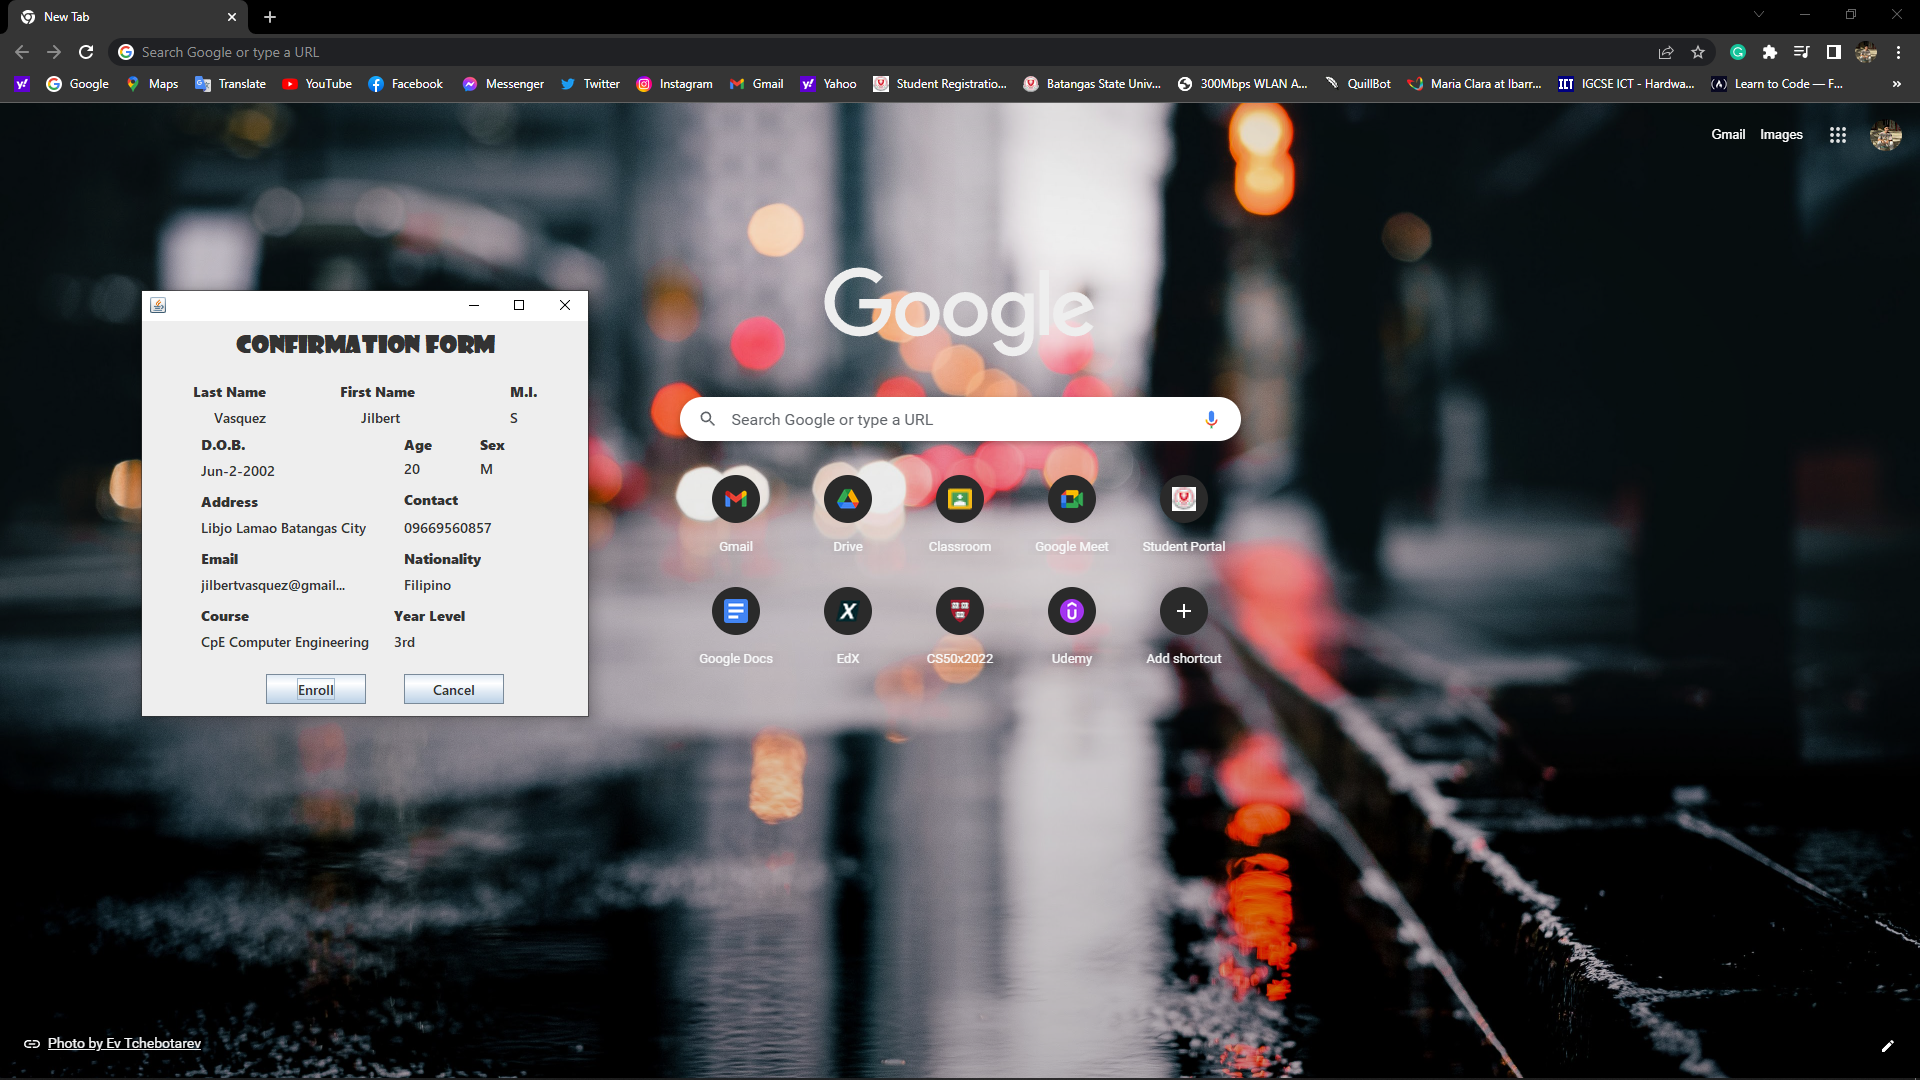 New Tab
Search Google or type a URL
Google Maps Translate YouTube Facebook Messenger Twitter Instagram Gmail Yahoo Student Registratio... Batangas State Univ... 300Mbps WLAN A... QuillBot Maria Clara at Ibarr... ICT IGCSE ICT - Hardwa... Learn to Code — F... »
Gmail Images
Google
Search Google or type a URL
Gmail Drive Classroom Google Meet Student Portal
Google Docs EdX CS50x2022 Udemy Add shortcut
CONFIRMATION FORM
Last Name First Name M.I.
Vasquez Jilbert S
D.O.B. Age Sex
Jun-2-2002 20 M
Address Contact
Libjo Lamao Batangas City 09669560857
Email Nationality
jilbertvasquez@gmail... Filipino
Course Year Level
CpE Computer Engineering 3rd
Enroll Cancel
Photo by Ev Tchebotarev